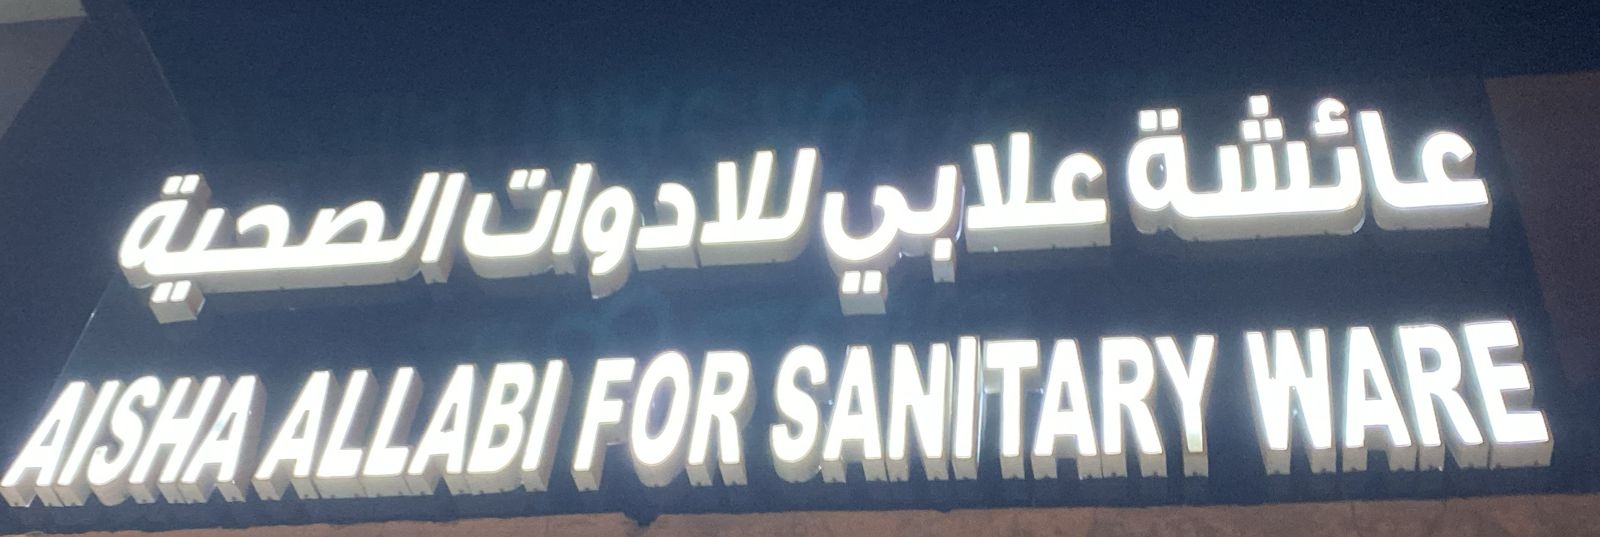 عائشة علابي للادوات الصحية
AISHA ALLABI FOR SANITARY WARE